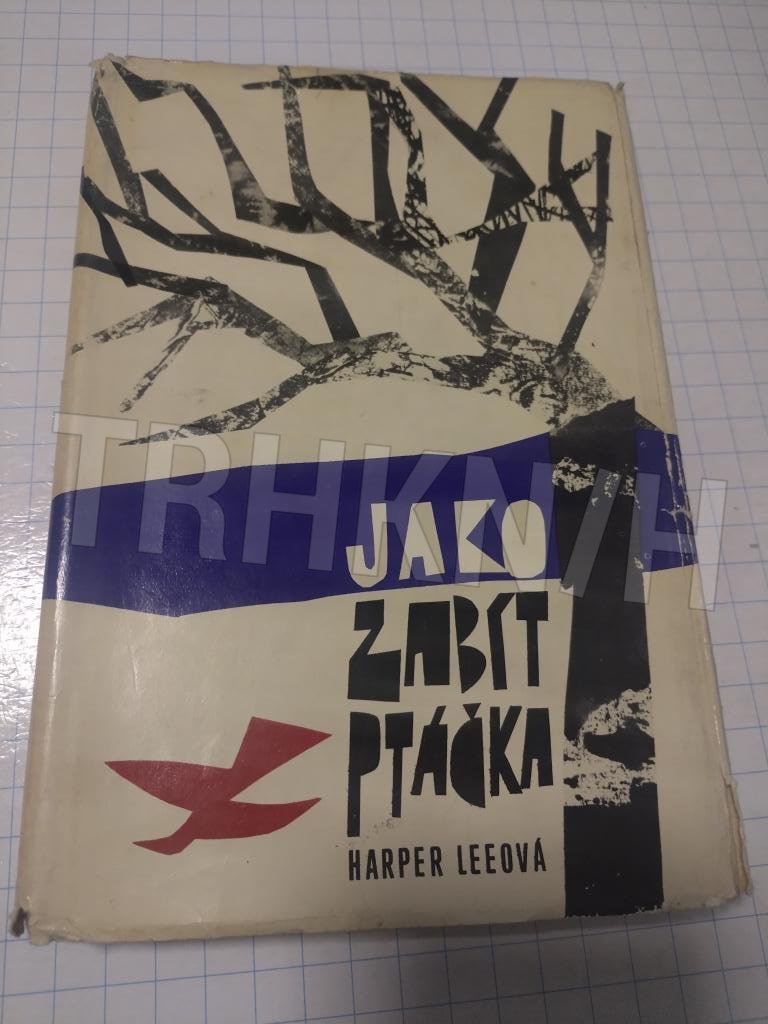 TRHKNIH
JAKO
ZABÍT
PTÁČKA
HARPER LEEOVÁ